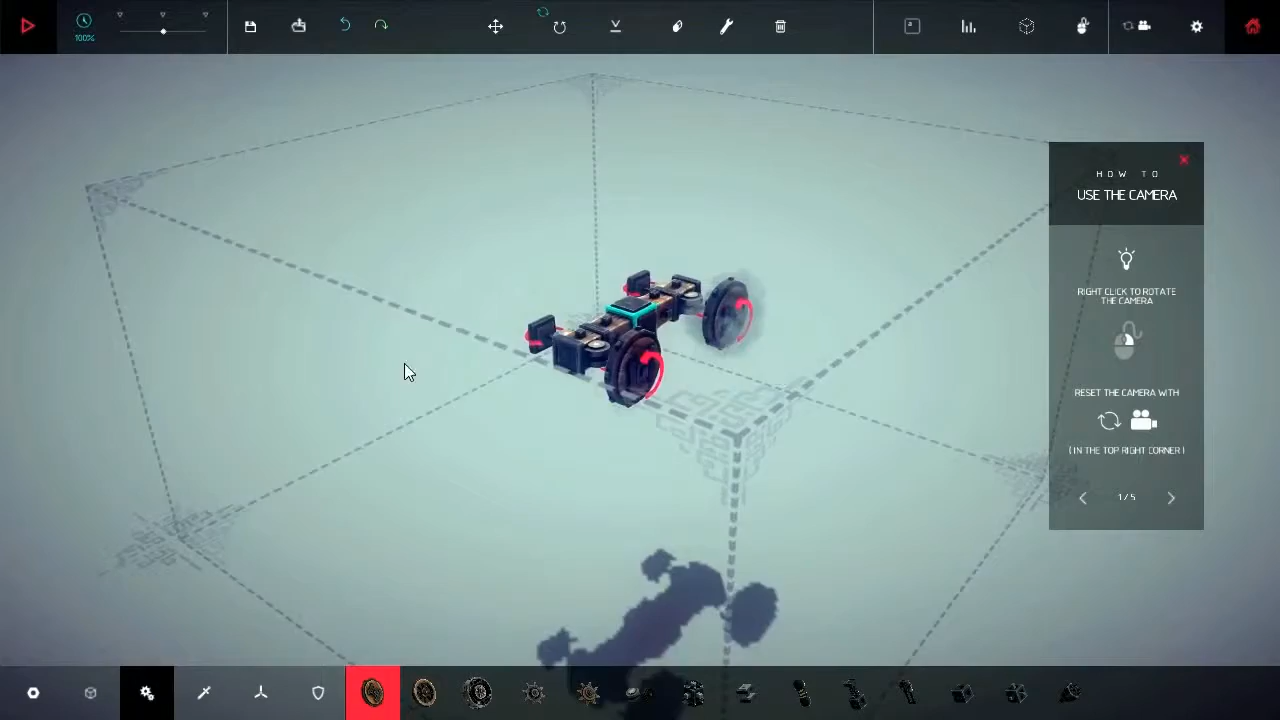 100%
HOW TO
USE THE CAMERA
RIGHT CLICK TO ROTATE
THE CAMERA
RESET THE CAMERA WITH
( IN THE TOP RIGHT CORNER )
1/5